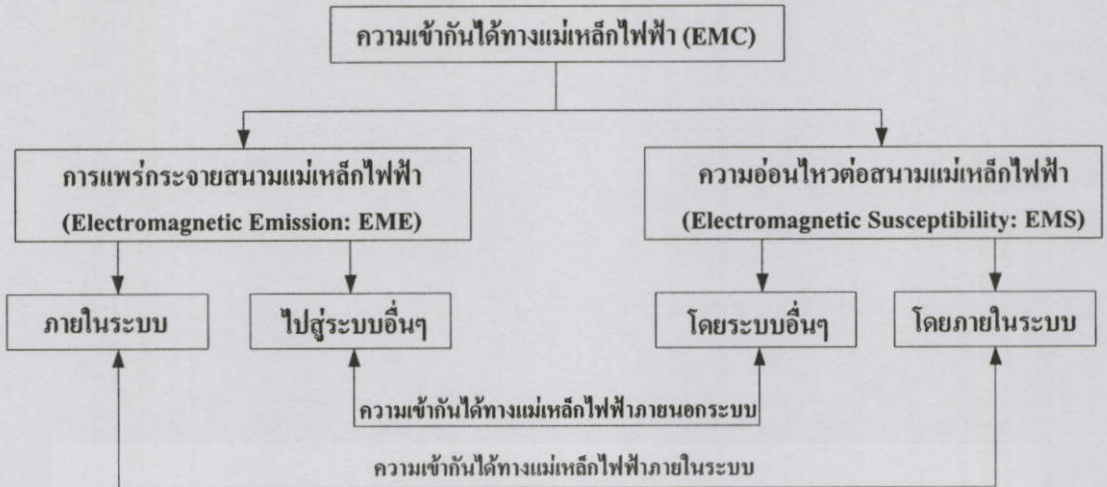 ความเข้ากันได้ทางแม่เหล็กไฟฟ้า (EMC)
การแพร่กระจายสนามแม่เหล็กไฟฟ้า
(Electromagnetic Emission: EME)
ความอ่อนไหวต่อสนามแม่เหล็กไฟฟ้า
(Electromagnetic Susceptibility: EMS)
ภายในระบบ
ไปสู่ระบบอื่นๆ
โดยระบบอื่นๆ
โดยภายในระบบ
ความเข้ากันได้ทางแม่เหล็กไฟฟ้าภายนอกระบบ
ความเข้ากันได้ทางแม่เหล็กไฟฟ้าภายในระบบ